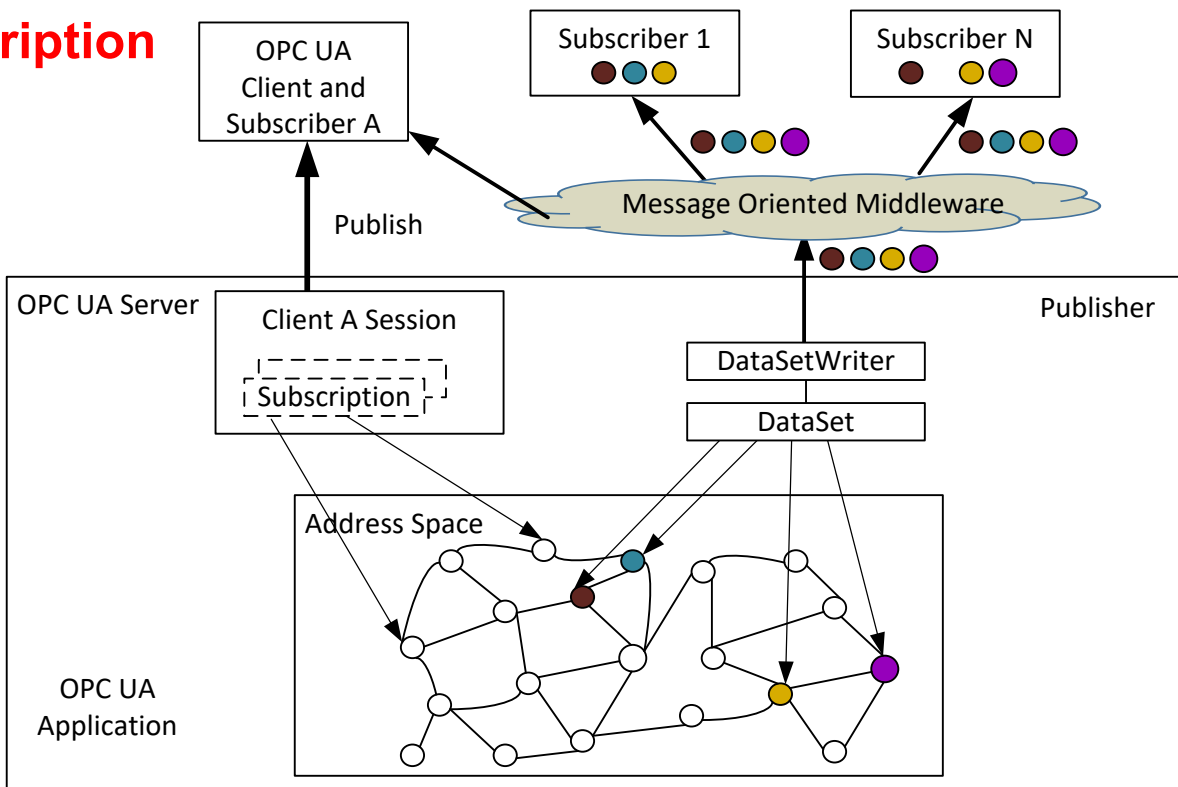 ription
OPC UA
Client and
Subscriber A
Subscriber 1
Subscriber N
Message Oriented Middleware
Publish
OPC UA Server
Publisher
Client A Session
Subscription
DataSetWriter
DataSet
Address Space
OPC UA
Application